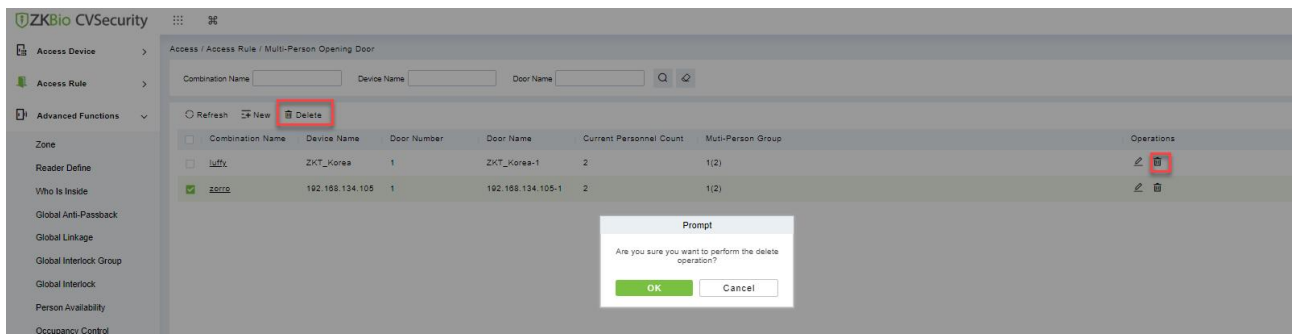 ZKBio CVSecurity
Access Device
Access Rule
Advanced Functions
Zone
Reader Define
Who Is Inside
Global Anti-Passback
Global Linkage
Global Interlock Group
Global Interlock
Person Availability
Occupancy Control
Access / Access Rule / Multi-Person Opening Door
Combination Name Device Name Door Name
Refresh New Delete
Combination Name Device Name Door Number Door Name Current Personnel Count Muti-Person Group Operations
luffy ZKT_Korea 1 ZKT_Korea-1 2 1(2)
zorro 192.168.134.105 1 192.168.134.105-1 2 1(2)
Prompt
Are you sure you want to perform the delete
operation?
OK Cancel